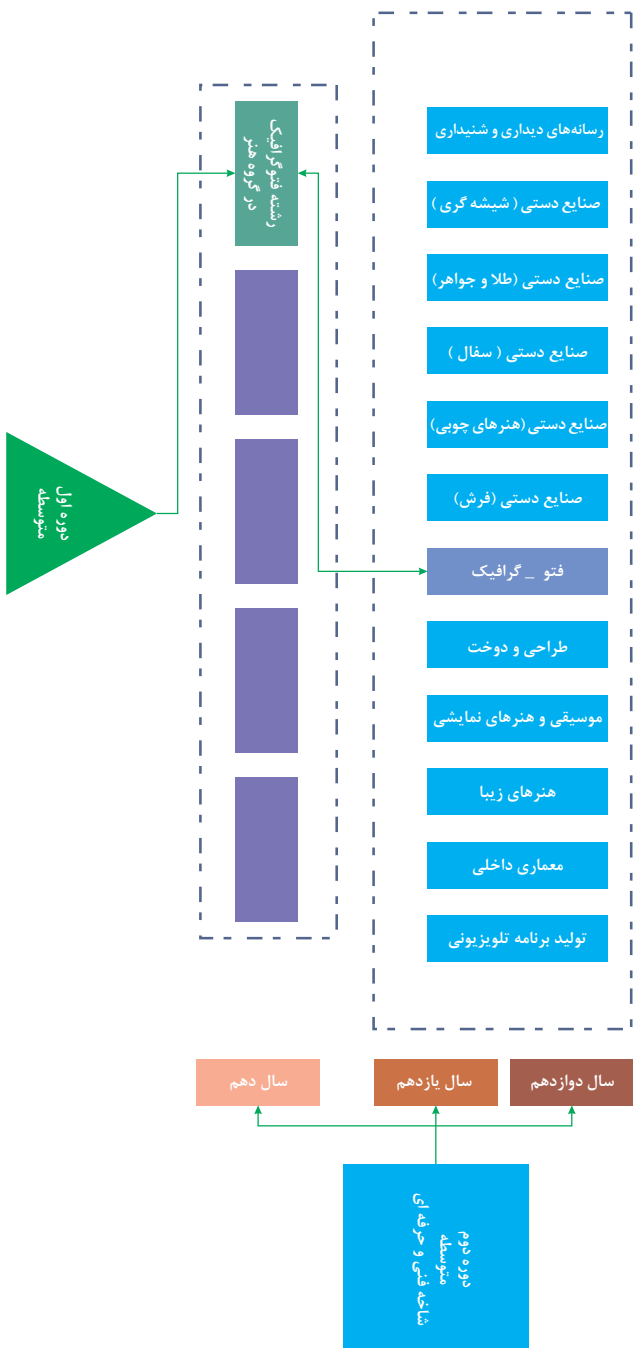 رسانه‌های دیداری و شنیداری
صنایع دستی ( شیشه گری )
صنایع دستی (طلا و جواهر)
صنایع دستی ( سفال )
صنایع دستی (هنرهای چوبی)
صنایع دستی (فرش)
فتو _ گرافیک
طراحی و دوخت
موسیقی و هنرهای نمایشی
هنرهای زیبا
معماری داخلی
تولید برنامه تلویزیونی
رشته فتوگرافیک
در گروه هنر
دوره اول
متوسطه
سال دوازدهم
سال یازدهم
سال دهم
دوره دوم
متوسطه
شاخه فنی و حرفه ای